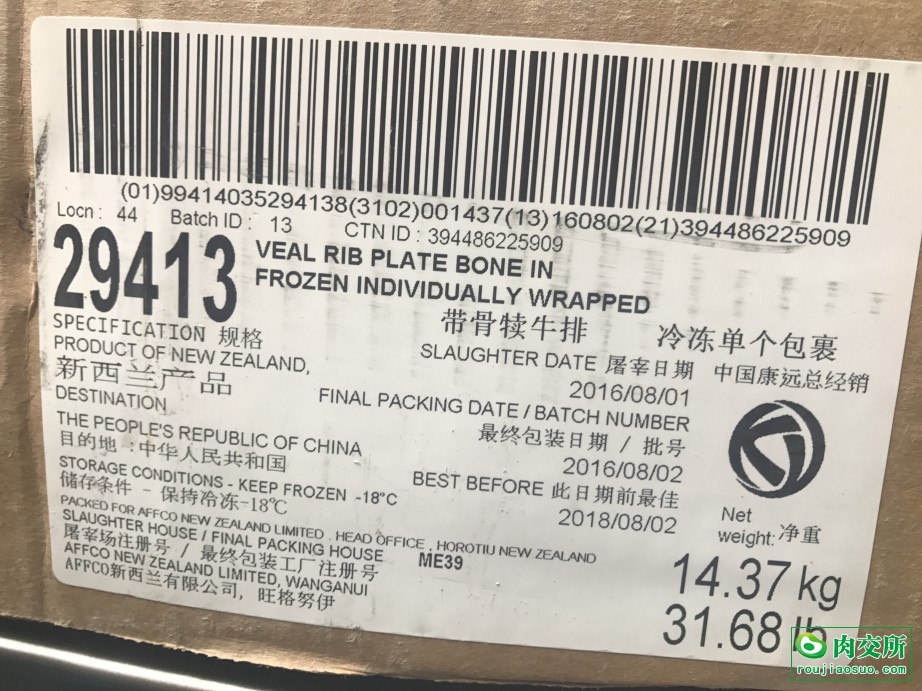 (01)99414035294138(3102)001437(13)160802(21)394486225909
Locn : 44 Batch ID : 13 CTN ID : 394486225909
29413 VEAL RIB PLATE BONE IN
FROZEN INDIVIDUALLY WRAPPED
带骨犊牛排 冷冻单个包裹
SPECIFICATION 规格
PRODUCT OF NEW ZEALAND,
新西兰产品
SLAUGHTER DATE 屠宰日期 中国康远总经销
2016/08/01
DESTINATION
FINAL PACKING DATE / BATCH NUMBER
最终包装日期 / 批号
2016/08/02
THE PEOPLE'S REPUBLIC OF CHINA
目的地 :中华人民共和国
STORAGE CONDITIONS - KEEP FROZEN -18°C
储存条件 - 保持冷冻-18℃
BEST BEFORE 此日期前最佳
2018/08/02
PACKED FOR AFFCO NEW ZEALAND LIMITED . HEAD OFFICE , HOROTIU NEW ZEALAND
SLAUGHTER HOUSE / FINAL PACKING HOUSE ME39
屠宰场注册号 / 最终包装工厂注册号
AFFCO NEW ZEALAND LIMITED, WANGANUI
AFFCO新西兰有限公司, 旺格努伊
Net
weight: 净重
14.37 kg
31.68 lb
肉交所
roujiaosuo.com